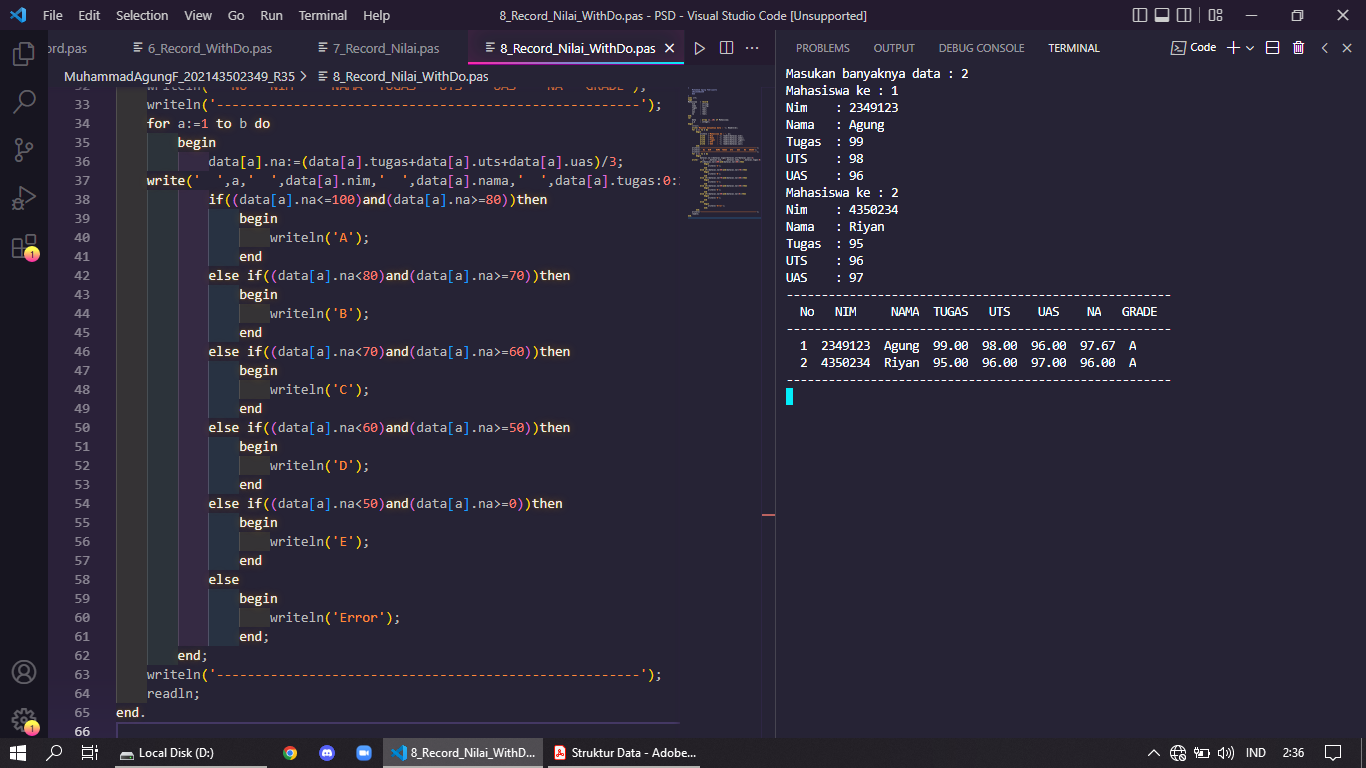 File Edit Selection View Go Run Terminal Help
8_Record_Nilai_WithDo.pas - PSD - Visual Studio Code [Unsupported]
ord.pas 6_Record_WithDo.pas 7_Record_Nilai.pas 8_Record_Nilai_WithDo.pas
MuhammadAgungF_202143502349_R35 > 8_Record_Nilai_WithDo.pas
33 writeln('-------------------------------------------------------');
34 for a:=1 to b do
35 begin
36 data[a].na:=(data[a].tugas+data[a].uts+data[a].uas)/3;
37 write('  ',a,'  ',data[a].nim,'  ',data[a].nama,'  ',data[a].tugas:0:
38 if((data[a].na<=100)and(data[a].na>=80))then
39 begin
40 writeln('A');
41 end
42 else if((data[a].na<80)and(data[a].na>=70))then
43 begin
44 writeln('B');
45 end
46 else if((data[a].na<70)and(data[a].na>=60))then
47 begin
48 writeln('C');
49 end
50 else if((data[a].na<60)and(data[a].na>=50))then
51 begin
52 writeln('D');
53 end
54 else if((data[a].na<50)and(data[a].na>=0))then
55 begin
56 writeln('E');
57 end
58 else
59 begin
60 writeln('Error');
61 end;
62 end;
63 writeln('-------------------------------------------------------');
64 readln;
65 end.
66
PROBLEMS OUTPUT DEBUG CONSOLE TERMINAL Code
Masukan banyaknya data : 2
Mahasiswa ke : 1
Nim : 2349123
Nama : Agung
Tugas : 99
UTS : 98
UAS : 96
Mahasiswa ke : 2
Nim : 4350234
Nama : Riyan
Tugas : 95
UTS : 96
UAS : 97
-------------------------------------------------------
No NIM NAMA TUGAS UTS UAS NA GRADE
-------------------------------------------------------
1 2349123 Agung 99.00 98.00 96.00 97.67 A
2 4350234 Riyan 95.00 96.00 97.00 96.00 A
-------------------------------------------------------
1
1
Local Disk (D:) 8_Record_Nilai_WithD... Struktur Data - Adobe... IND 2:36